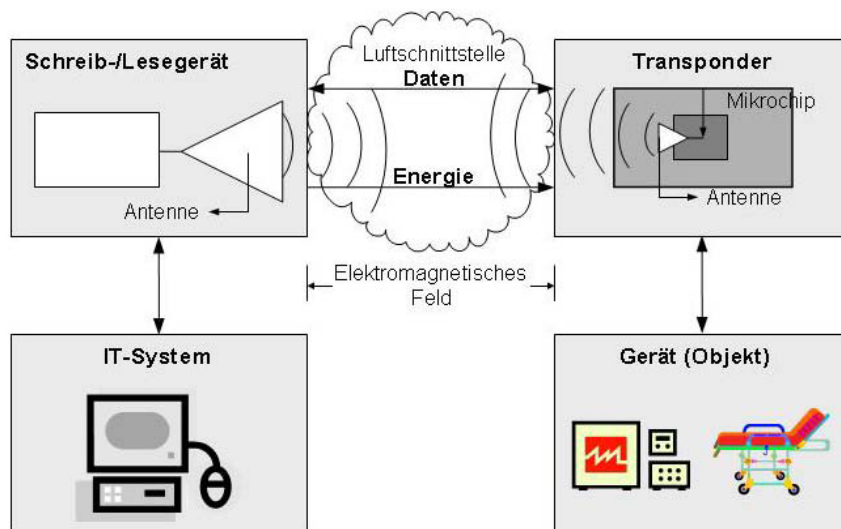 Schreib-/Lesegerät
Antenne
Luftschnittstelle
Daten
Energie
Elektromagnetisches
Feld
Transponder
Mikrochip
Antenne
IT-System
Gerät (Objekt)